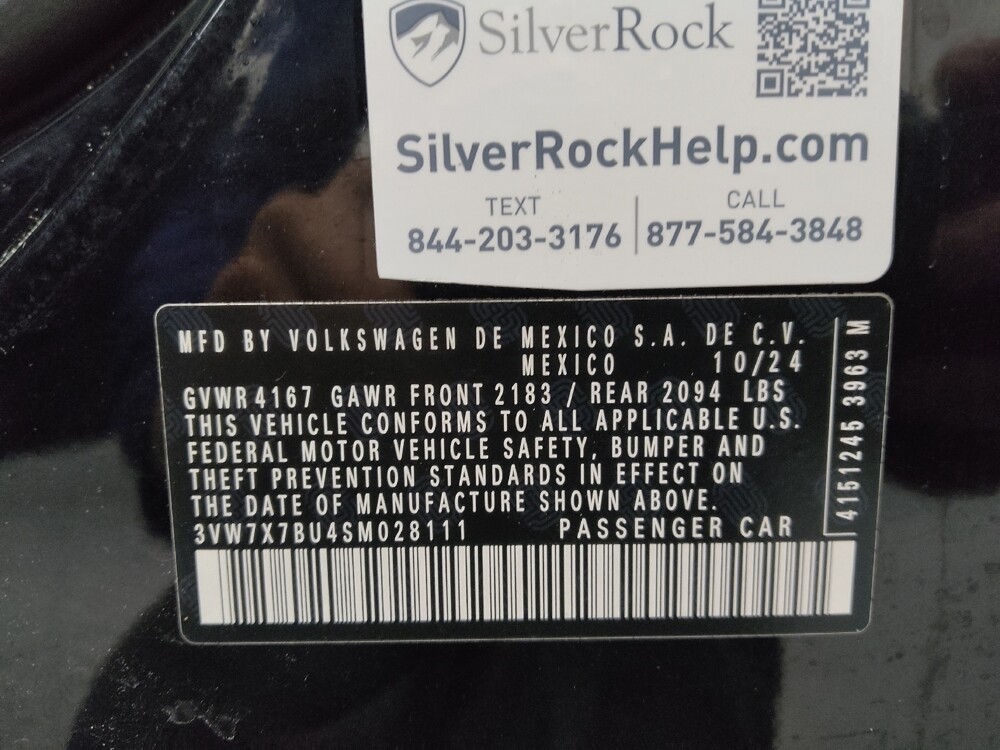 SilverRock
SilverRockHelp.com
TEXT
844-203-3176
CALL
877-584-3848
MFD BY VOLKSWAGEN DE MEXICO S.A. DE C.V.
MEXICO 10/24
GVWR 4167 GAWR FRONT 2183 / REAR 2094 LBS
THIS VEHICLE CONFORMS TO ALL APPLICABLE U.S.
FEDERAL MOTOR VEHICLE SAFETY, BUMPER AND
THEFT PREVENTION STANDARDS IN EFFECT ON
THE DATE OF MANUFACTURE SHOWN ABOVE.
3VW7X7BU4SM028111 PASSENGER CAR
4151245 3963 M